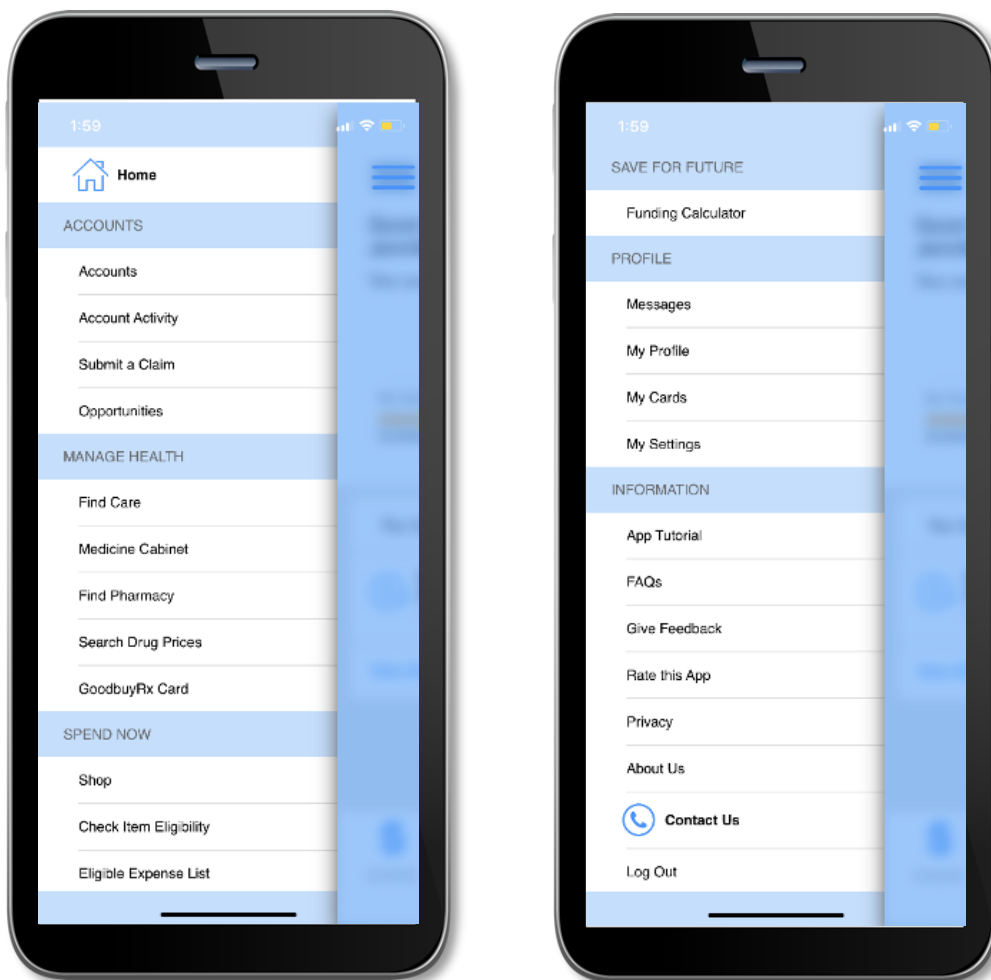 1:59
Home
ACCOUNTS
Accounts
Account Activity
Submit a Claim
Opportunities
MANAGE HEALTH
Find Care
Medicine Cabinet
Find Pharmacy
Search Drug Prices
GoodbuyRx Card
SPEND NOW
Shop
Check Item Eligibility
Eligible Expense List
1:59
SAVE FOR FUTURE
Funding Calculator
PROFILE
Messages
My Profile
My Cards
My Settings
INFORMATION
App Tutorial
FAQs
Give Feedback
Rate this App
Privacy
About Us
Contact Us
Log Out